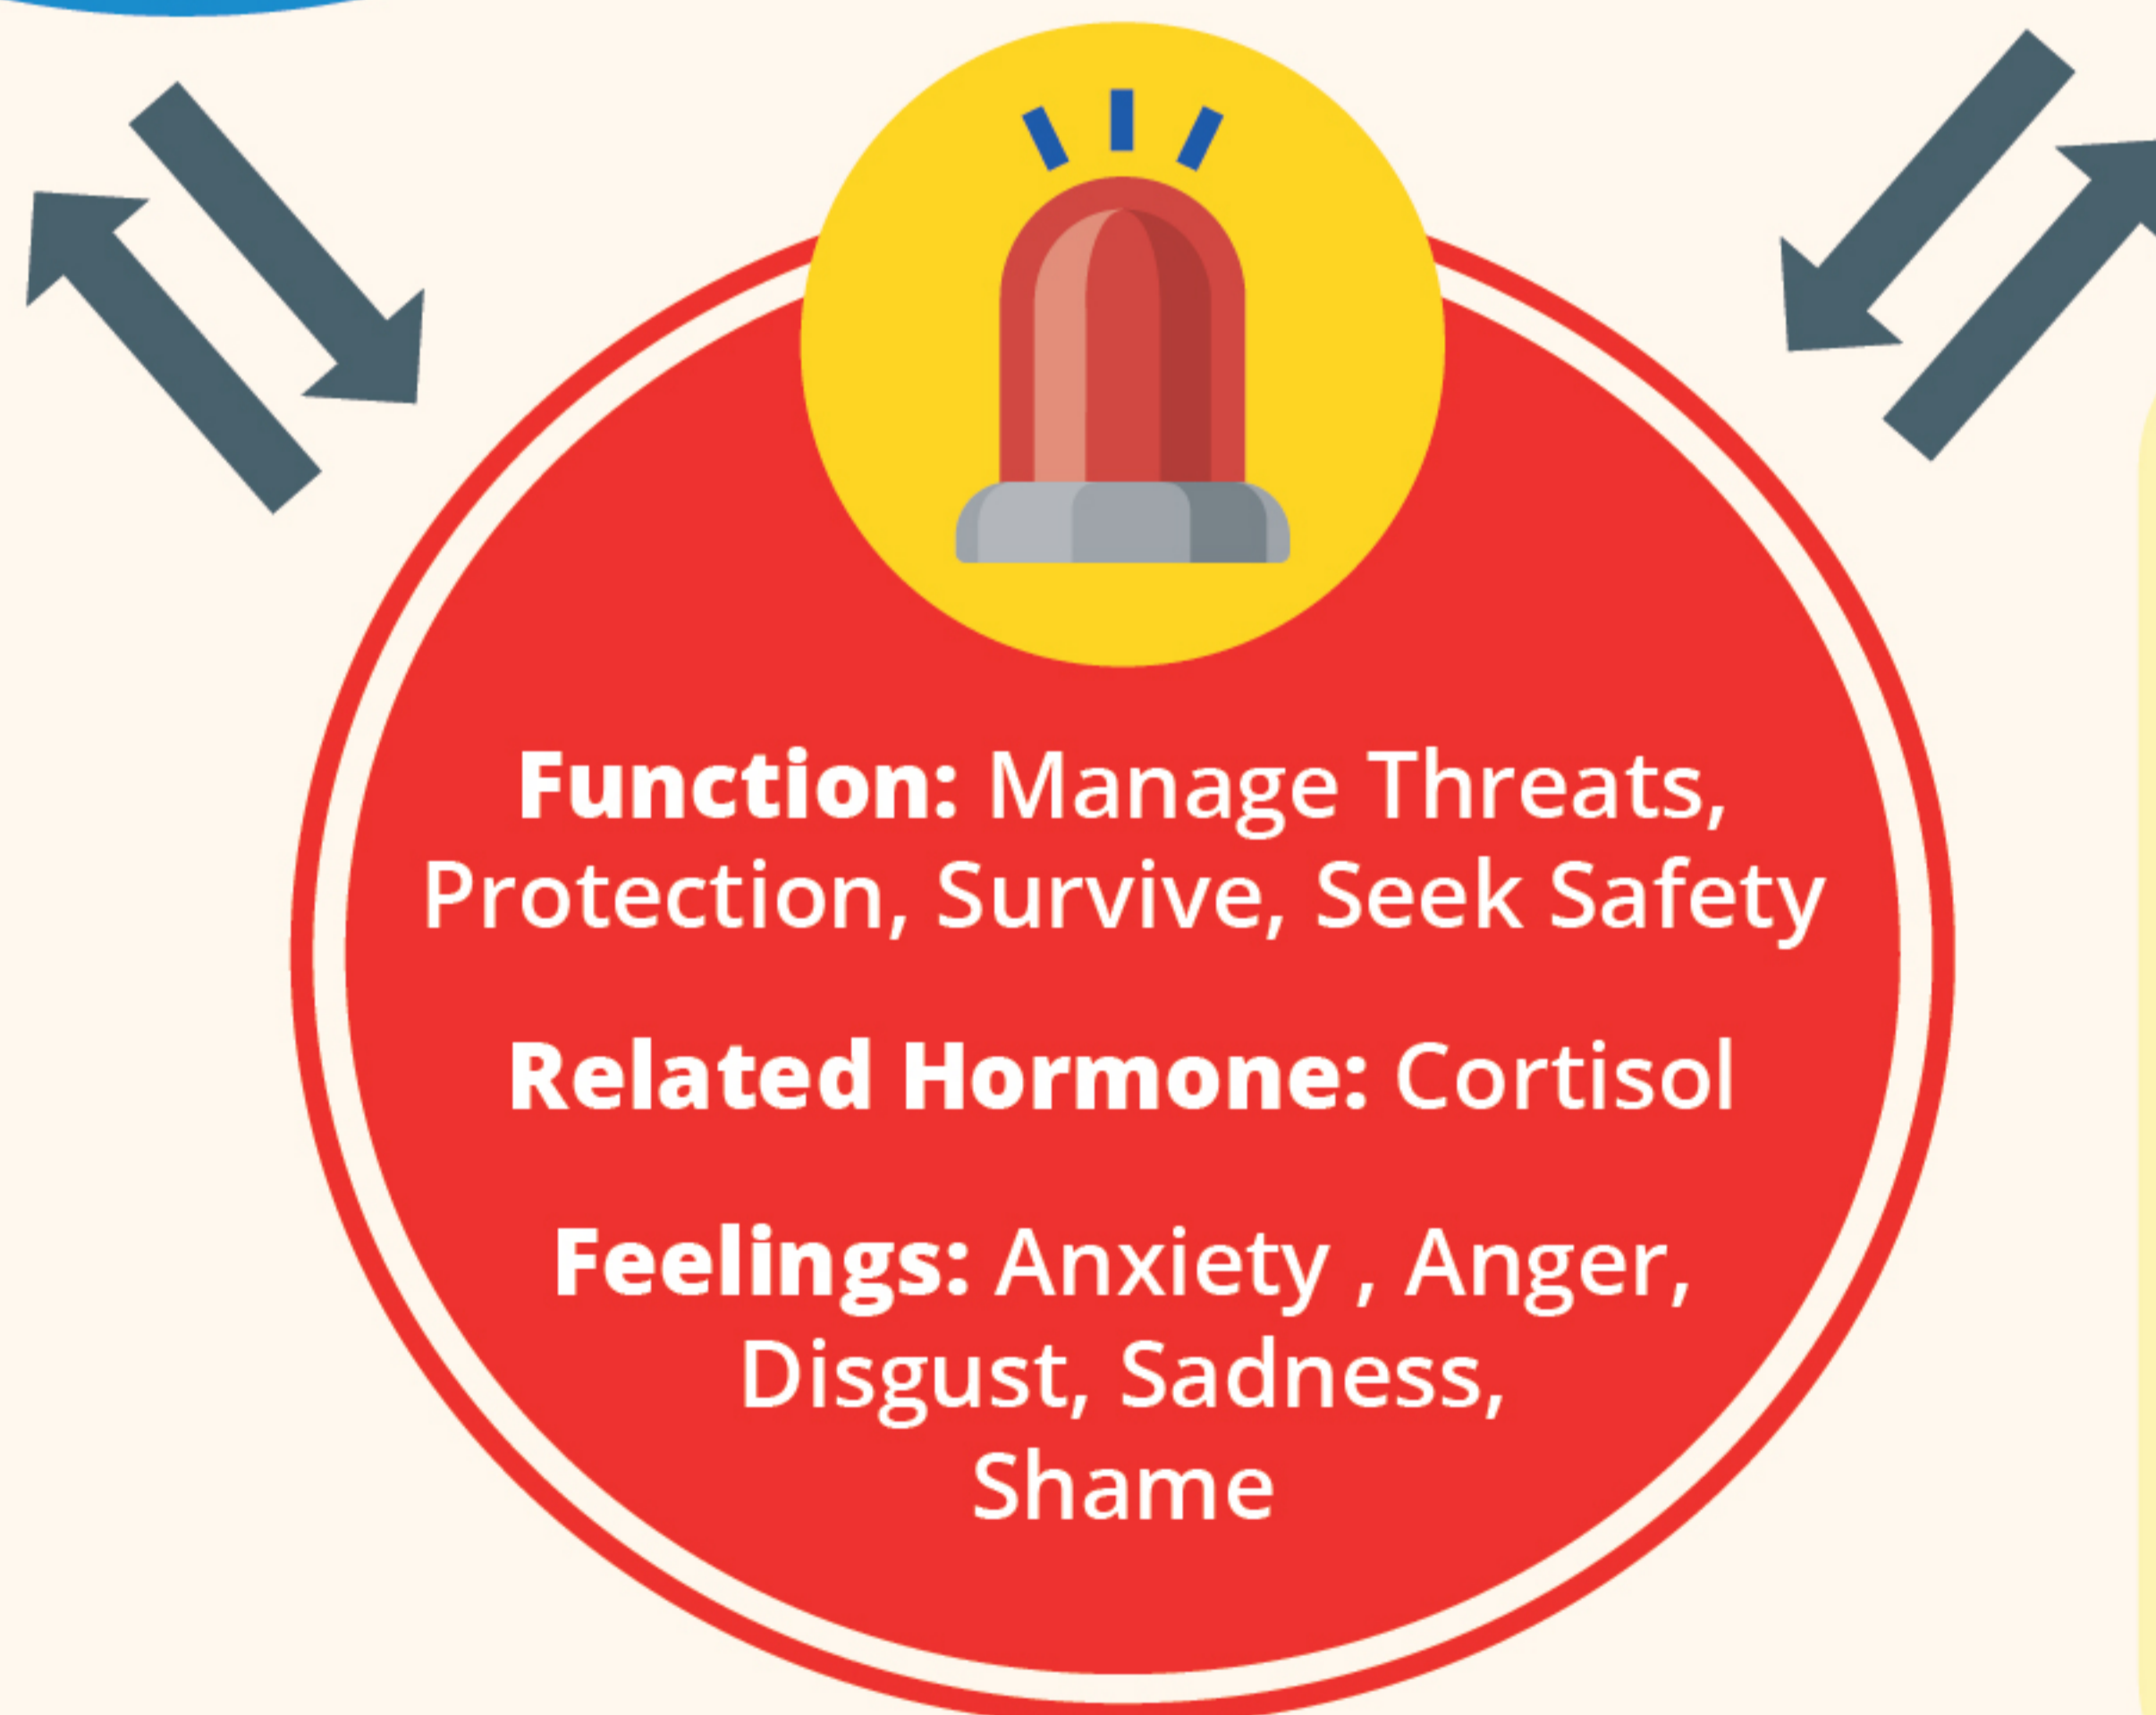 Function: Manage Threats,
Protection, Survive, Seek Safety
Related Hormone: Cortisol
Feelings: Anxiety , Anger,
Disgust, Sadness,
Shame